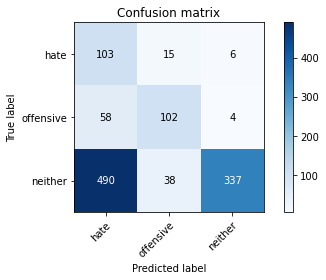 Confusion matrix
hate 103 15 6
offensive 58 102 4
neither 490 38 337
hate offensive neither
Predicted label
True label
400
300
200
100